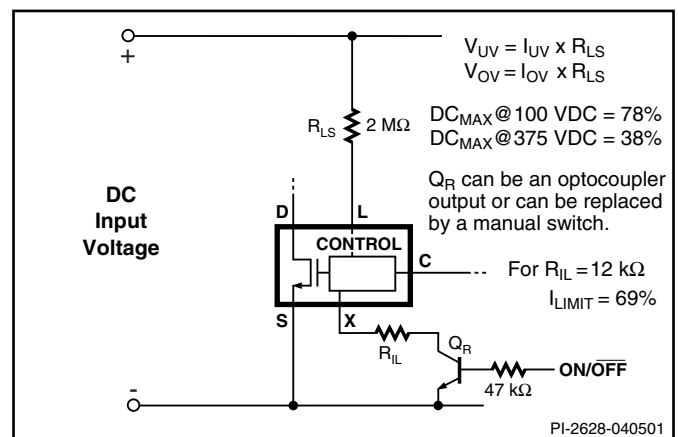 +
V_UV = I_UV x R_LS
V_OV = I_OV x R_LS
R_LS 2 MΩ
DC_MAX@100 VDC = 78%
DC_MAX@375 VDC = 38%
Q_R can be an optocoupler
output or can be replaced
by a manual switch.
DC
Input
Voltage
D
L
CONTROL
C
For R_IL = 12 kΩ
I_LIMIT = 69%
S
X
R_IL
Q_R
47 kΩ
ON/O̅F̅F̅
-
PI-2628-040501